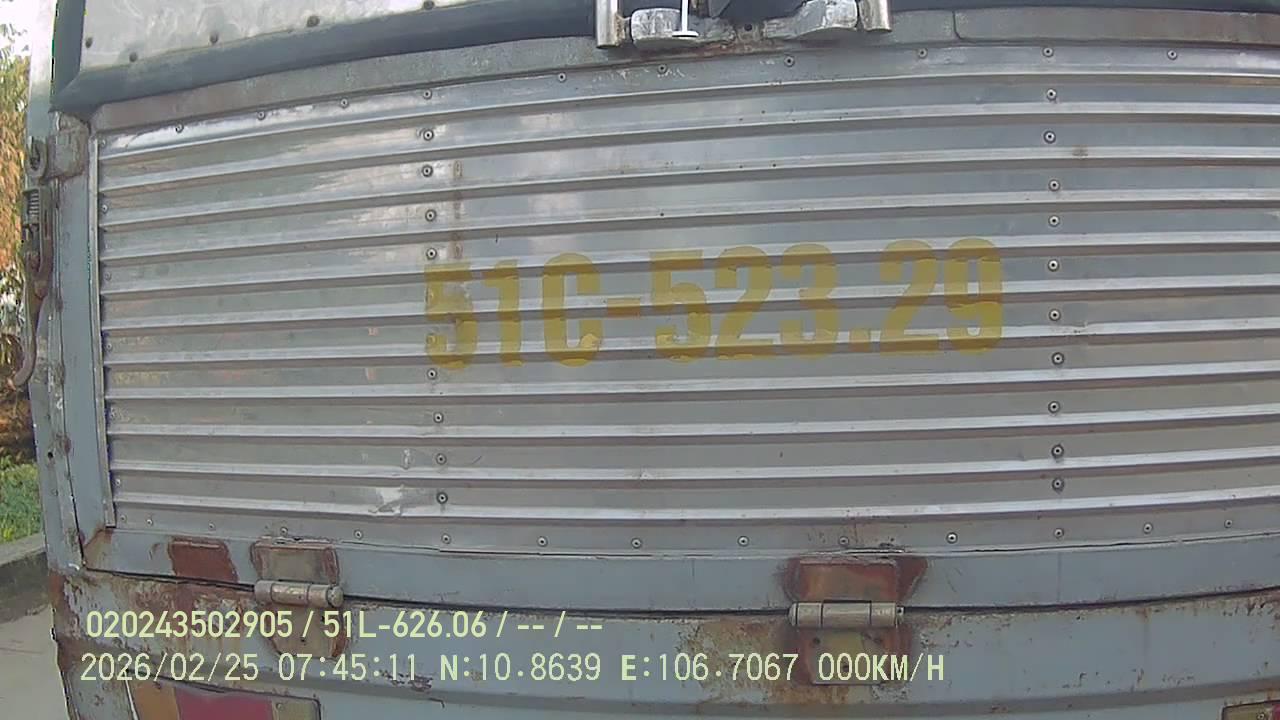 51C-523.29
020243502905 / 51L-626.06 / -- / --
2026/02/25 07:45:11 N:10.8639 E:106.7067 000KM/H